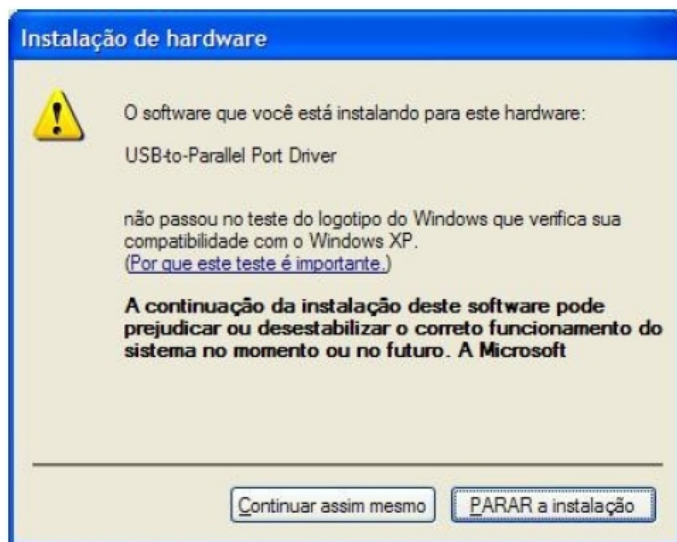 Instalação de hardware
O software que você está instalando para este hardware:
USB-to-Parallel Port Driver
não passou no teste do logotipo do Windows que verifica sua
compatibilidade com o Windows XP.
(Por que este teste é importante.)
A continuação da instalação deste software pode
prejudicar ou desestabilizar o correto funcionamento do
sistema no momento ou no futuro. A Microsoft
Continuar assim mesmo
PARAR a instalação